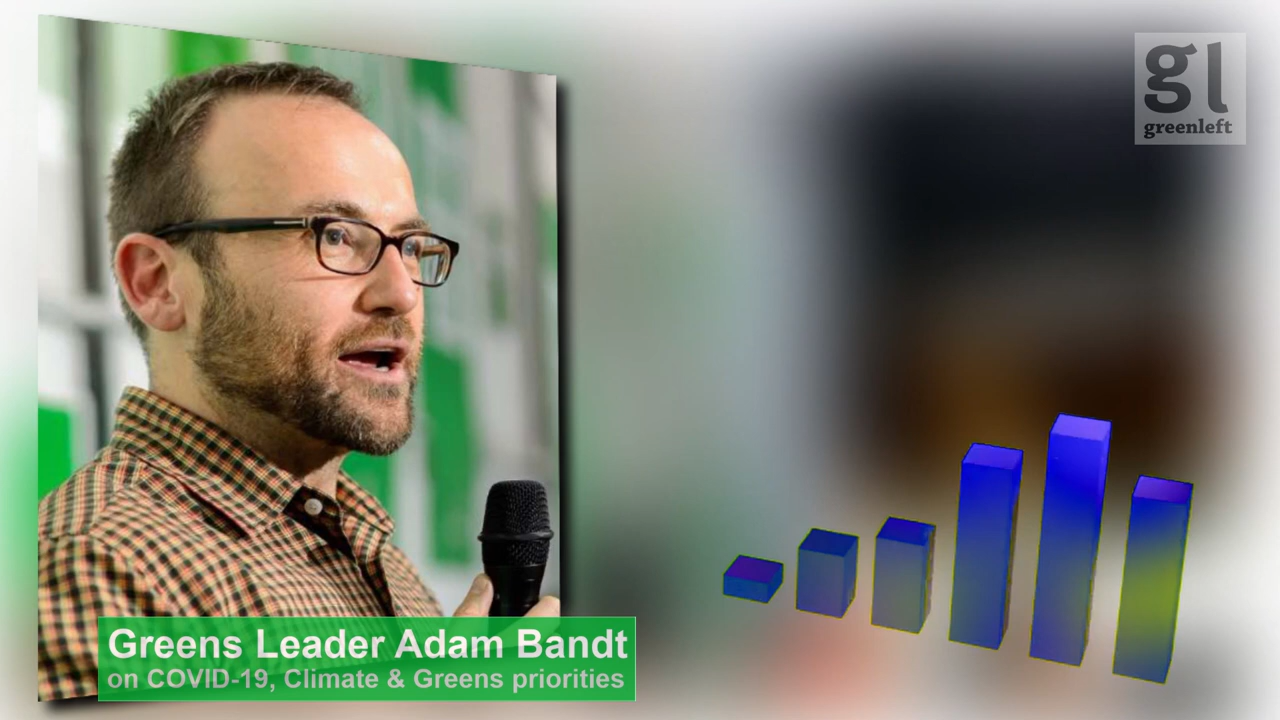 gl
greenleft
Greens Leader Adam Bandt
on COVID-19, Climate & Greens priorities